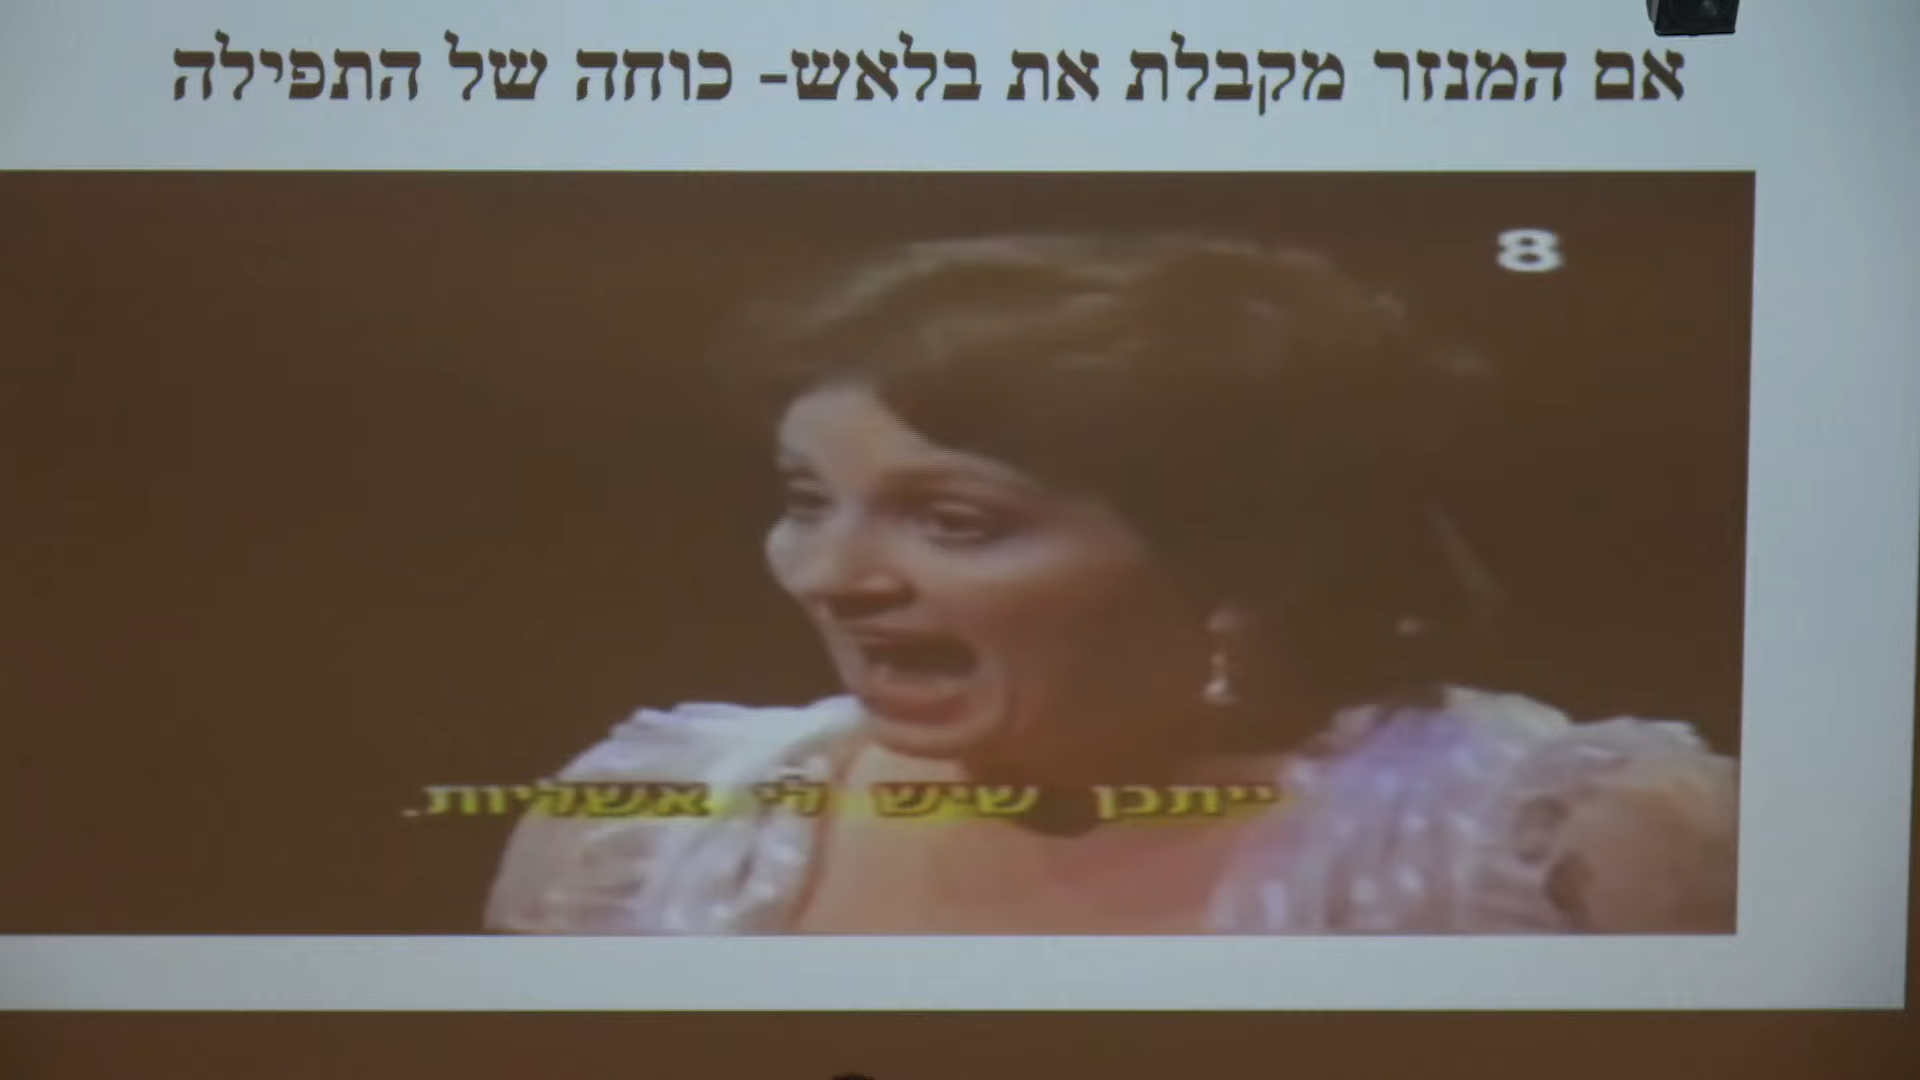 אם המנזר מקבלת את בלאש- כוחה של התפילה
8
ייתכן שיש לי אשליות.